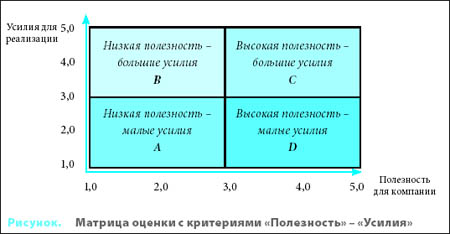 Усилия для
реализации
5,0
4,0
3,0
2,0
1,0
Низкая полезность –
большие усилия
B
Высокая полезность –
большие усилия
C
Низкая полезность –
малые усилия
A
Высокая полезность –
малые усилия
D
1,0 2,0 3,0 4,0 5,0
Полезность
для компании
Рисунок. Матрица оценки с критериями «Полезность» – «Усилия»